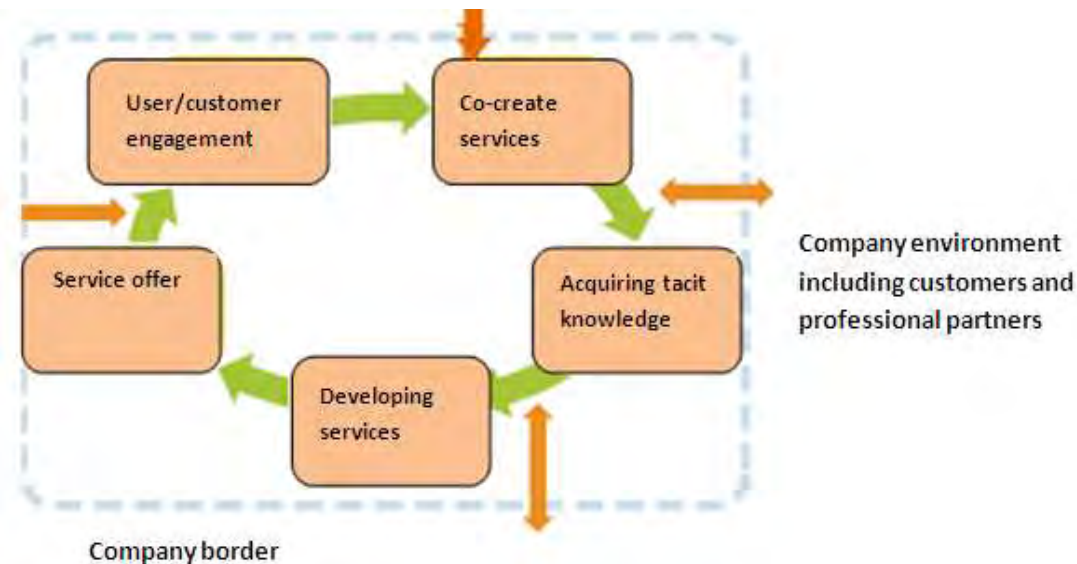 User/customer
engagement
Co-create
services
Acquiring tacit
knowledge
Developing
services
Service offer
Company environment
including customers and
professional partners
Company border